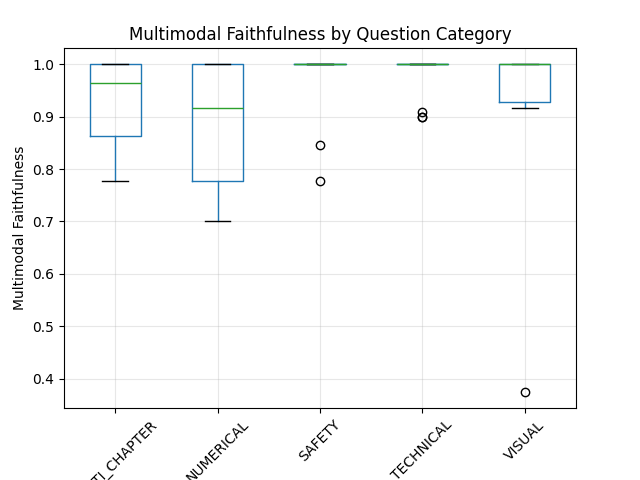 Multimodal Faithfulness by Question Category
Multimodal Faithfulness
1.0
0.9
0.8
0.7
0.6
0.5
0.4
TI_CHAPTER
NUMERICAL
SAFETY
TECHNICAL
VISUAL